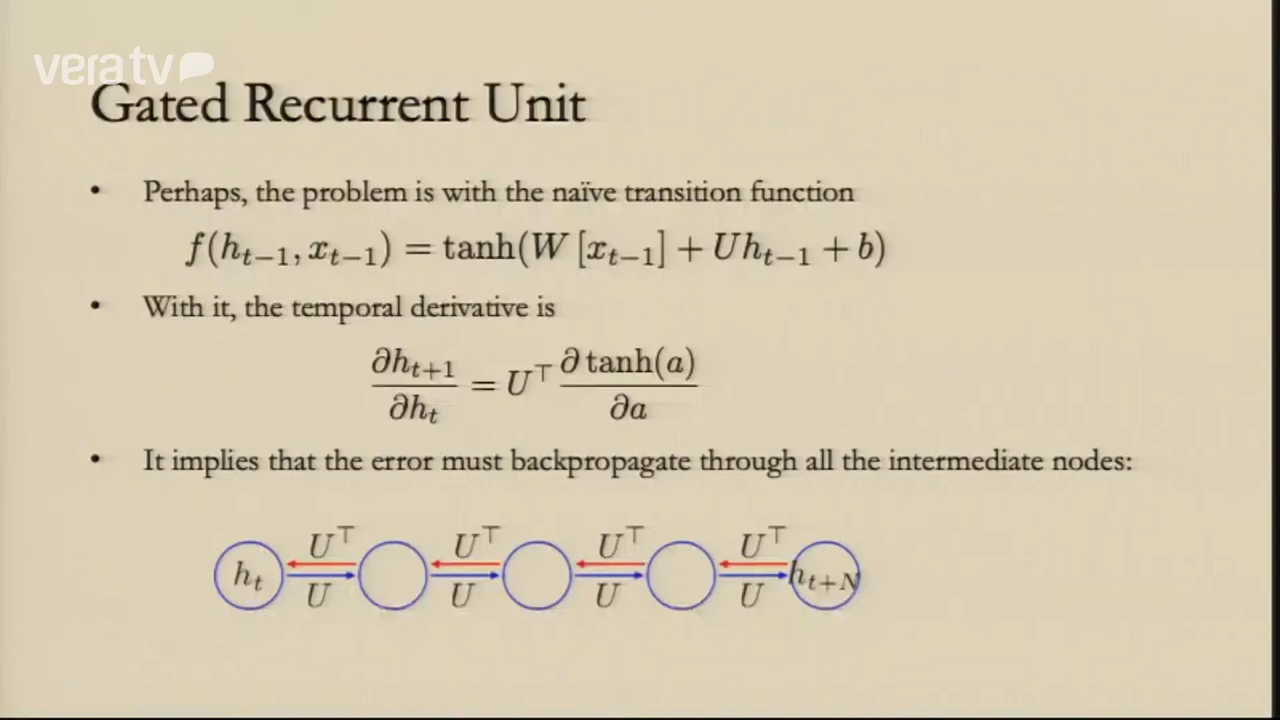 vera tv
Gated Recurrent Unit
• Perhaps, the problem is with the naïve transition function
f(h_{t−1}, x_{t−1}) = tanh(W [x_{t−1}] + Uh_{t−1} + b)
• With it, the temporal derivative is
∂h_{t+1}/∂h_t = U^⊤ ∂ tanh(a)/∂a
• It implies that the error must backpropagate through all the intermediate nodes:
U^⊤ U^⊤ U^⊤ U^⊤
h_t h_{t+N}
U U U U